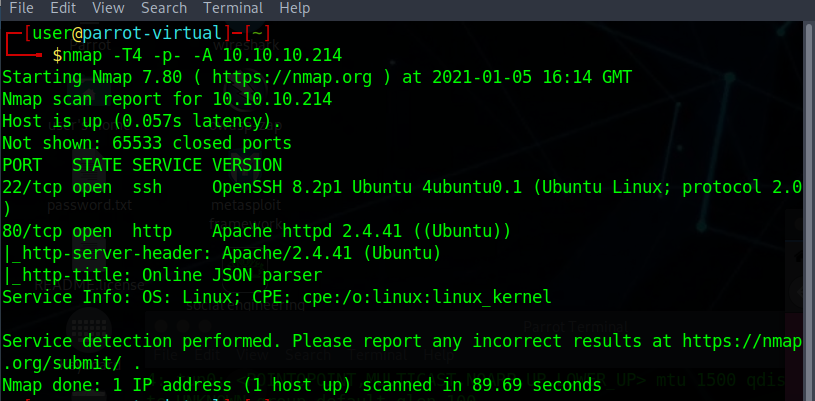 File Edit View Search Terminal Help
┌─[user@parrot-virtual]─[~]
└──╼ $nmap -T4 -p- -A 10.10.10.214
Starting Nmap 7.80 ( https://nmap.org ) at 2021-01-05 16:14 GMT
Nmap scan report for 10.10.10.214
Host is up (0.057s latency).
Not shown: 65533 closed ports
PORT   STATE SERVICE VERSION
22/tcp open  ssh     OpenSSH 8.2p1 Ubuntu 4ubuntu0.1 (Ubuntu Linux; protocol 2.0
)
80/tcp open  http    Apache httpd 2.4.41 ((Ubuntu))
|_http-server-header: Apache/2.4.41 (Ubuntu)
|_http-title: Online JSON parser
Service Info: OS: Linux; CPE: cpe:/o:linux:linux_kernel
Service detection performed. Please report any incorrect results at https://nmap
.org/submit/ .
Nmap done: 1 IP address (1 host up) scanned in 89.69 seconds